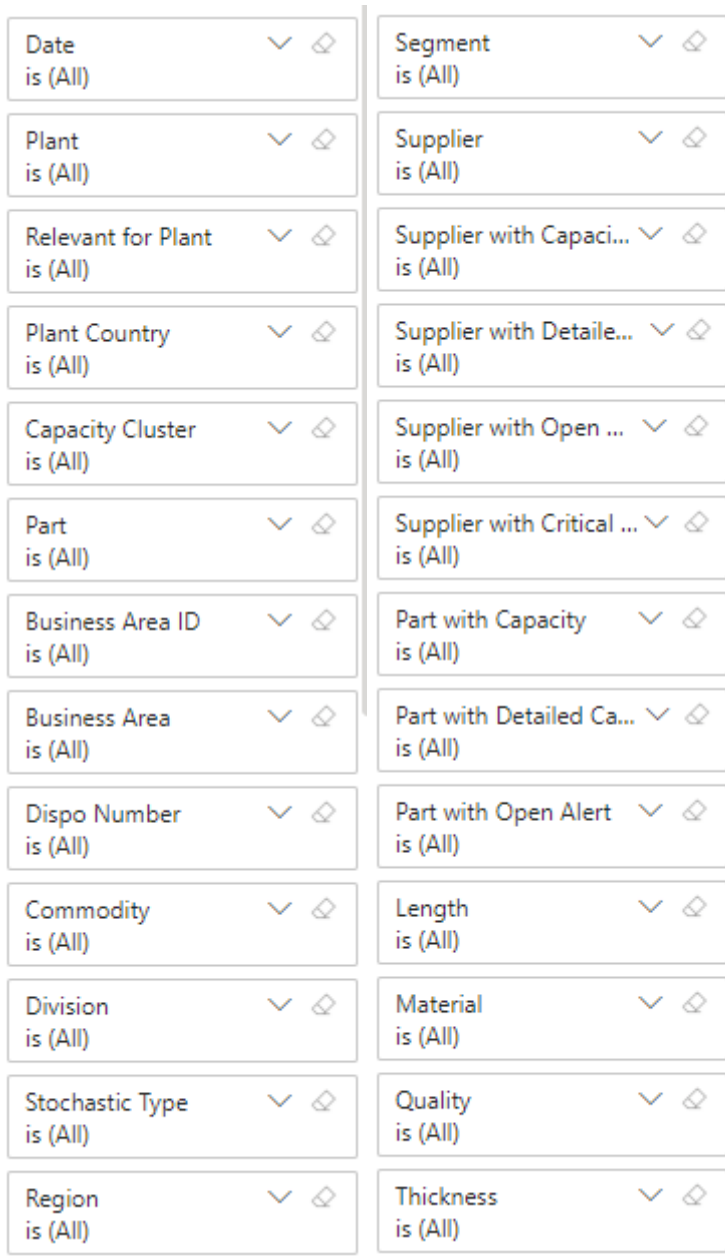 Date
is (All)
Plant
is (All)
Relevant for Plant
is (All)
Plant Country
is (All)
Capacity Cluster
is (All)
Part
is (All)
Business Area ID
is (All)
Business Area
is (All)
Dispo Number
is (All)
Commodity
is (All)
Division
is (All)
Stochastic Type
is (All)
Region
is (All)
Segment
is (All)
Supplier
is (All)
Supplier with Capaci...
is (All)
Supplier with Detaile...
is (All)
Supplier with Open ...
is (All)
Supplier with Critical ...
is (All)
Part with Capacity
is (All)
Part with Detailed Ca...
is (All)
Part with Open Alert
is (All)
Length
is (All)
Material
is (All)
Quality
is (All)
Thickness
is (All)